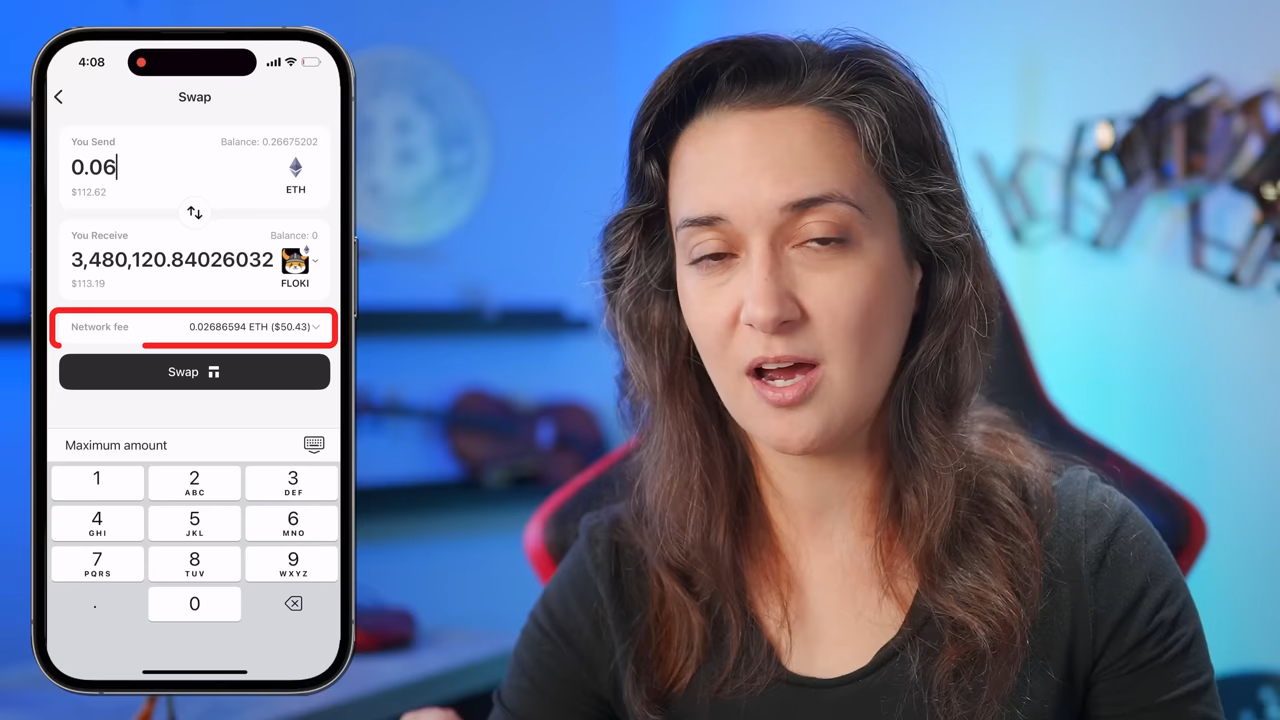 4:08
Swap
You Send
Balance: 0.26675202
0.06
$112.62
ETH
You Receive
Balance: 0
3,480,120.84026032
$113.19
FLOKI
Network fee
0.02686594 ETH ($50.43)
Swap
Maximum amount
1
2 ABC
3 DEF
4 GHI
5 JKL
6 MNO
7 PQRS
8 TUV
9 WXYZ
.
0